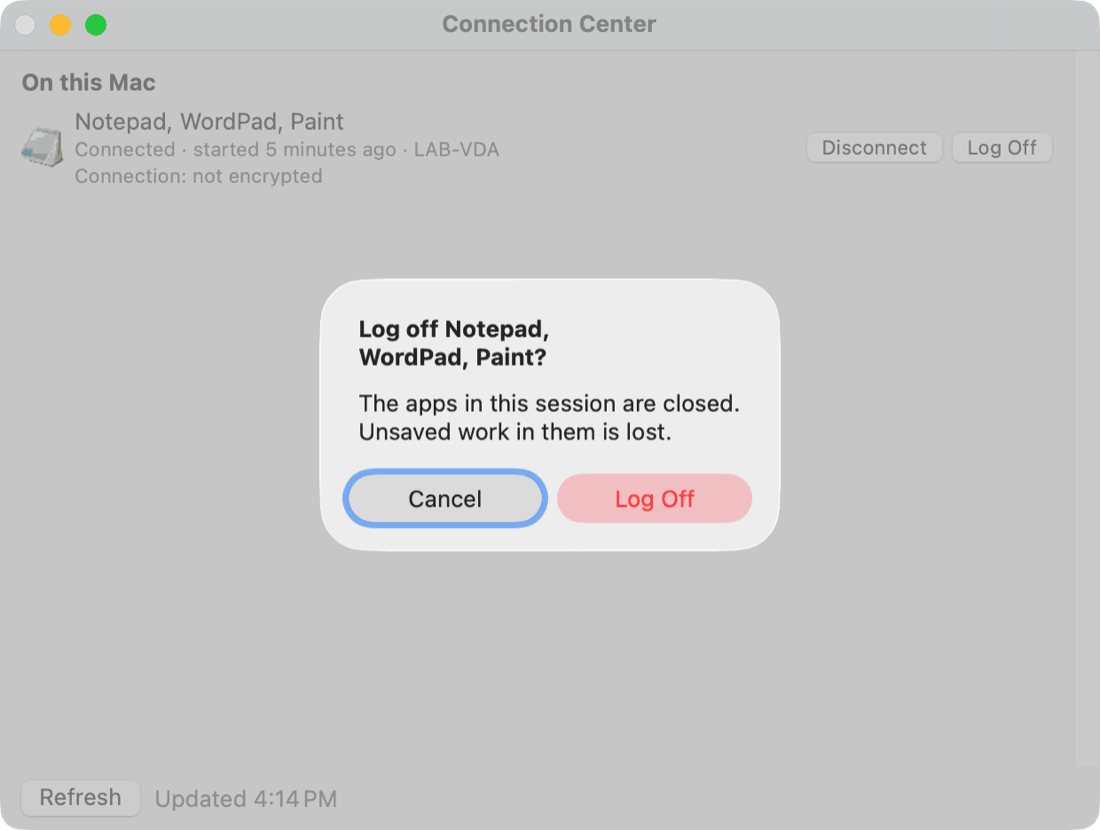 Connection Center
On this Mac
Notepad, WordPad, Paint
Connected · started 5 minutes ago · LAB-VDA
Connection: not encrypted
Disconnect
Log Off
Log off Notepad,
WordPad, Paint?
The apps in this session are closed.
Unsaved work in them is lost.
Cancel
Log Off
Refresh
Updated 4:14 PM